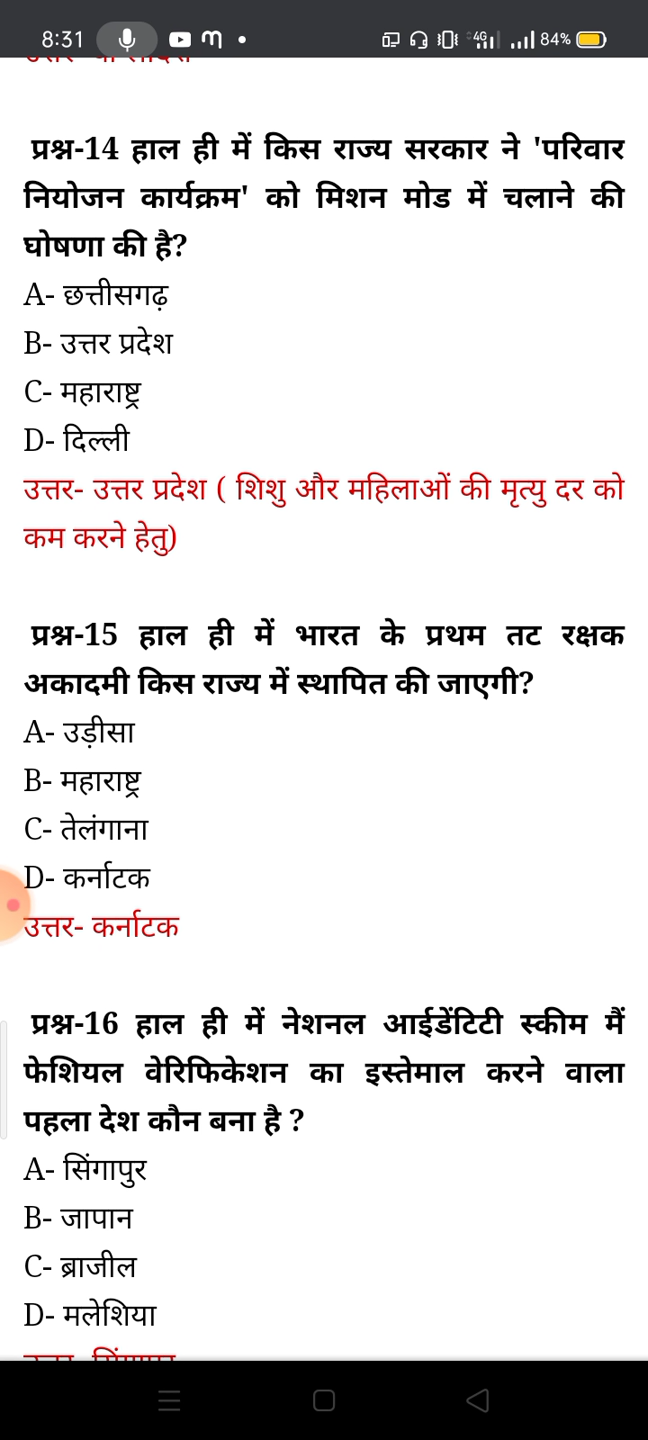 8:31
4G
84%
प्रश्न-14 हाल ही में किस राज्य सरकार ने 'परिवार
नियोजन कार्यक्रम' को मिशन मोड में चलाने की
घोषणा की है?
A- छत्तीसगढ़
B- उत्तर प्रदेश
C- महाराष्ट्र
D- दिल्ली
उत्तर- उत्तर प्रदेश ( शिशु और महिलाओं की मृत्यु दर को
कम करने हेतु)
प्रश्न-15 हाल ही में भारत के प्रथम तट रक्षक
अकादमी किस राज्य में स्थापित की जाएगी?
A- उड़ीसा
B- महाराष्ट्र
C- तेलंगाना
D- कर्नाटक
उत्तर- कर्नाटक
प्रश्न-16 हाल ही में नेशनल आईडेंटिटी स्कीम मैं
फेशियल वेरिफिकेशन का इस्तेमाल करने वाला
पहला देश कौन बना है ?
A- सिंगापुर
B- जापान
C- ब्राजील
D- मलेशिया